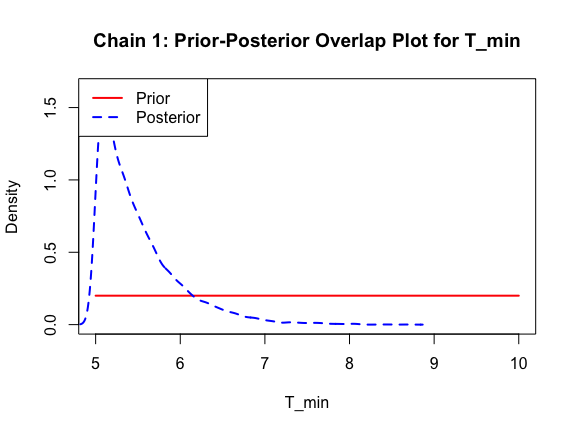 Chain 1: Prior-Posterior Overlap Plot for T_min
Prior
Posterior
Density
1.5
1.0
0.5
0.0
5 6 7 8 9 10
T_min